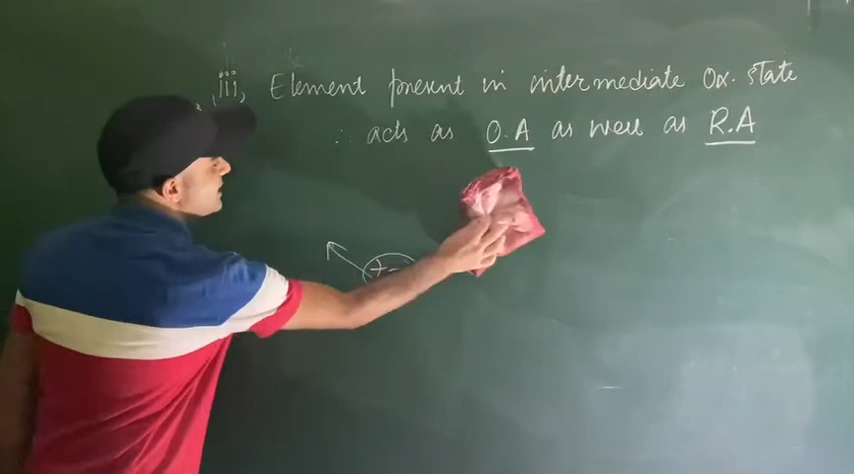 iii, Element present in intermediate Ox. state
∴ acts as O.A as well as R.A